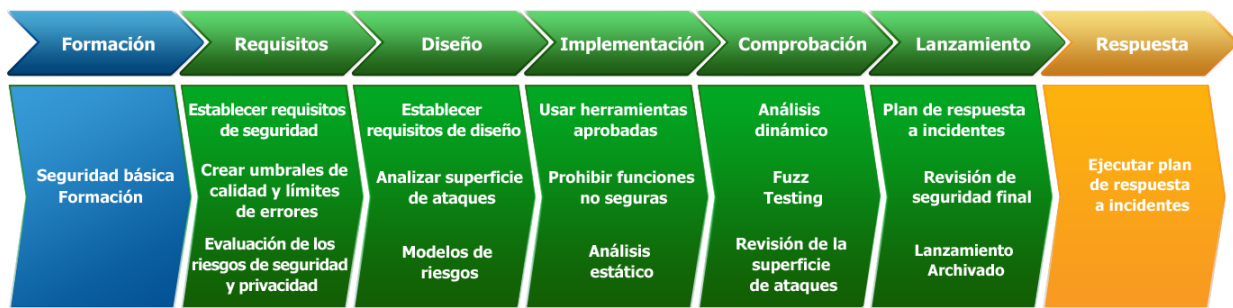 Formación
Requisitos
Diseño
Implementación
Comprobación
Lanzamiento
Respuesta
Seguridad básica
Formación
Establecer requisitos
de seguridad
Crear umbrales de
calidad y límites
de errores
Evaluación de los
riesgos de seguridad
y privacidad
Establecer
requisitos de diseño
Analizar superficie
de ataques
Modelos de
riesgos
Usar herramientas
aprobadas
Prohibir funciones
no seguras
Análisis
estático
Análisis
dinámico
Fuzz
Testing
Revisión de la
superficie
de ataques
Plan de respuesta
a incidentes
Revisión de
seguridad final
Lanzamiento
Archivado
Ejecutar plan
de respuesta
a incidentes